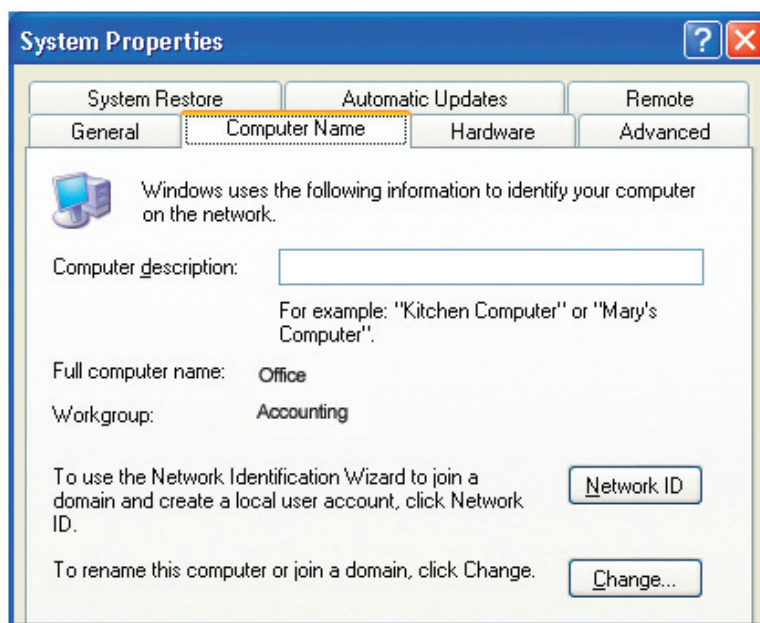 System Properties
System Restore Automatic Updates Remote
General Computer Name Hardware Advanced
Windows uses the following information to identify your computer
on the network.
Computer description:
For example: "Kitchen Computer" or "Mary's
Computer".
Full computer name: Office
Workgroup: Accounting
To use the Network Identification Wizard to join a
domain and create a local user account, click Network
ID.
Network ID
To rename this computer or join a domain, click Change.
Change...